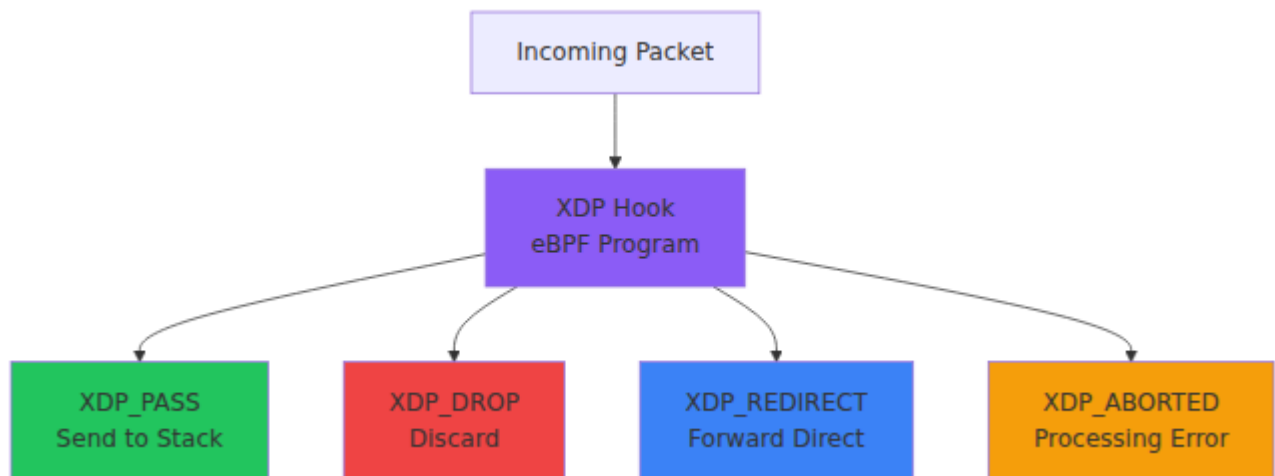 Incoming Packet
XDP Hook
eBPF Program
XDP_PASS
Send to Stack
XDP_DROP
Discard
XDP_REDIRECT
Forward Direct
XDP_ABORTED
Processing Error